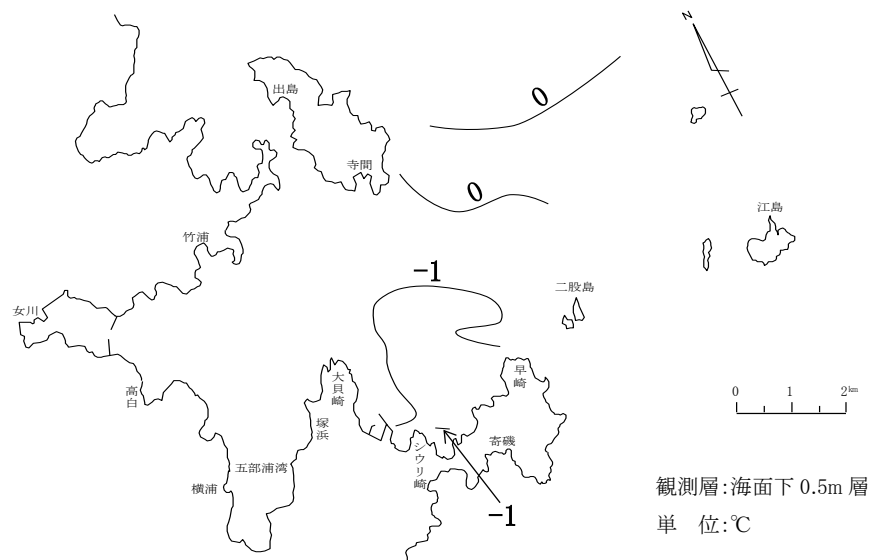 N
出島
0
寺間
0
江島
竹浦
-1
二股島
女川
大貝崎
早崎
0 1 2km
高白
塚浜
寄磯
シウリ崎
五部浦湾
横浦
観測層:海面下 0.5m 層
-1
単 位:℃